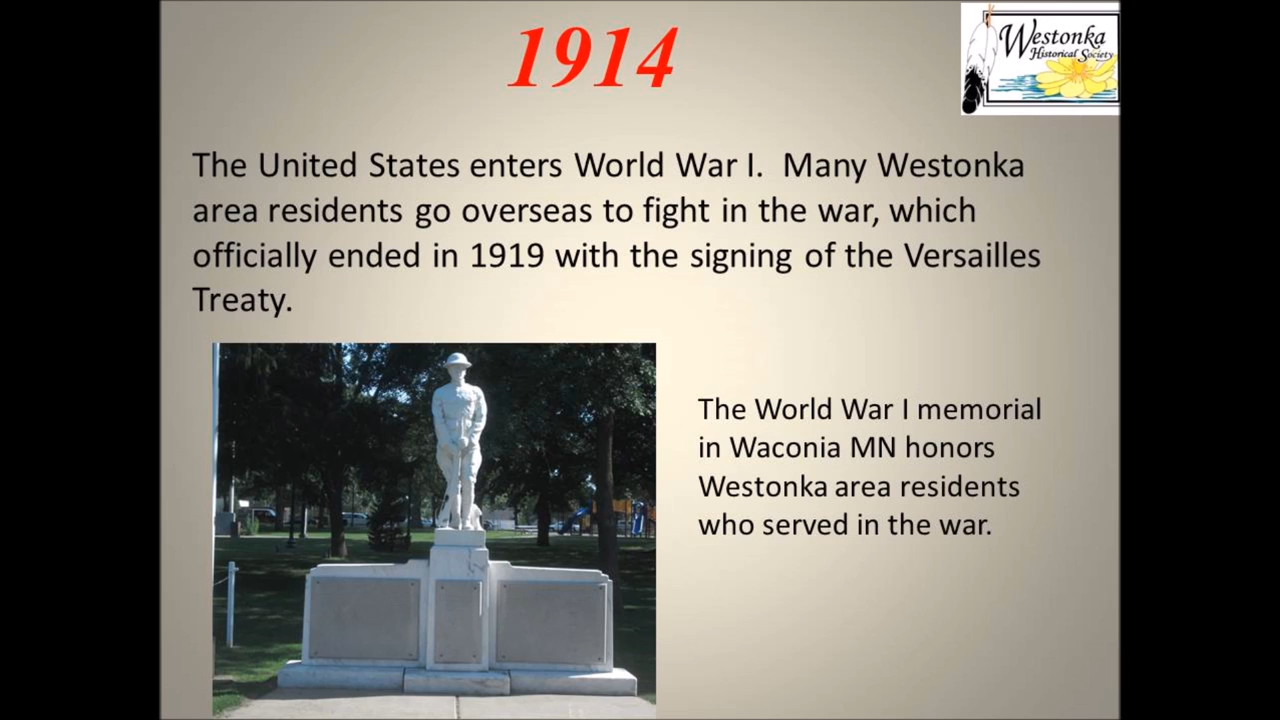 1914
Westonka
Historical Society
The United States enters World War I.  Many Westonka
area residents go overseas to fight in the war, which
officially ended in 1919 with the signing of the Versailles
Treaty.
The World War I memorial
in Waconia MN honors
Westonka area residents
who served in the war.